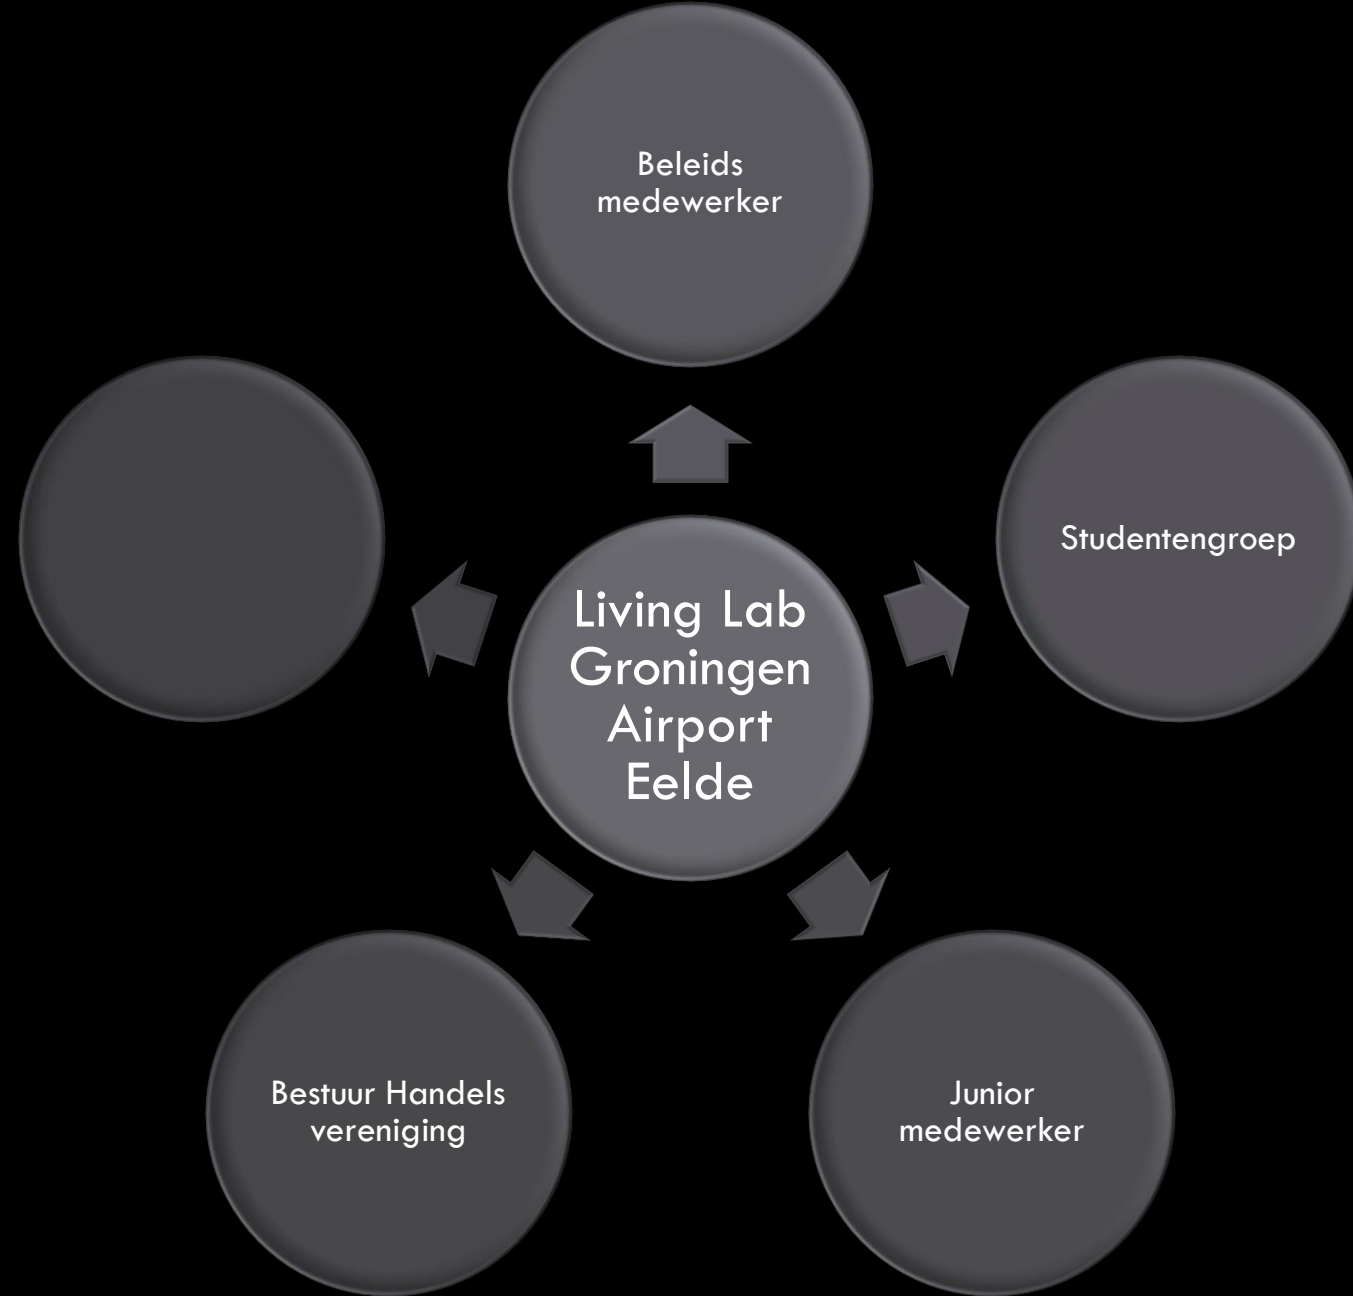 Beleids
medewerker
Studentengroep
Living Lab
Groningen
Airport
Eelde
Bestuur Handels
vereniging
Junior
medewerker